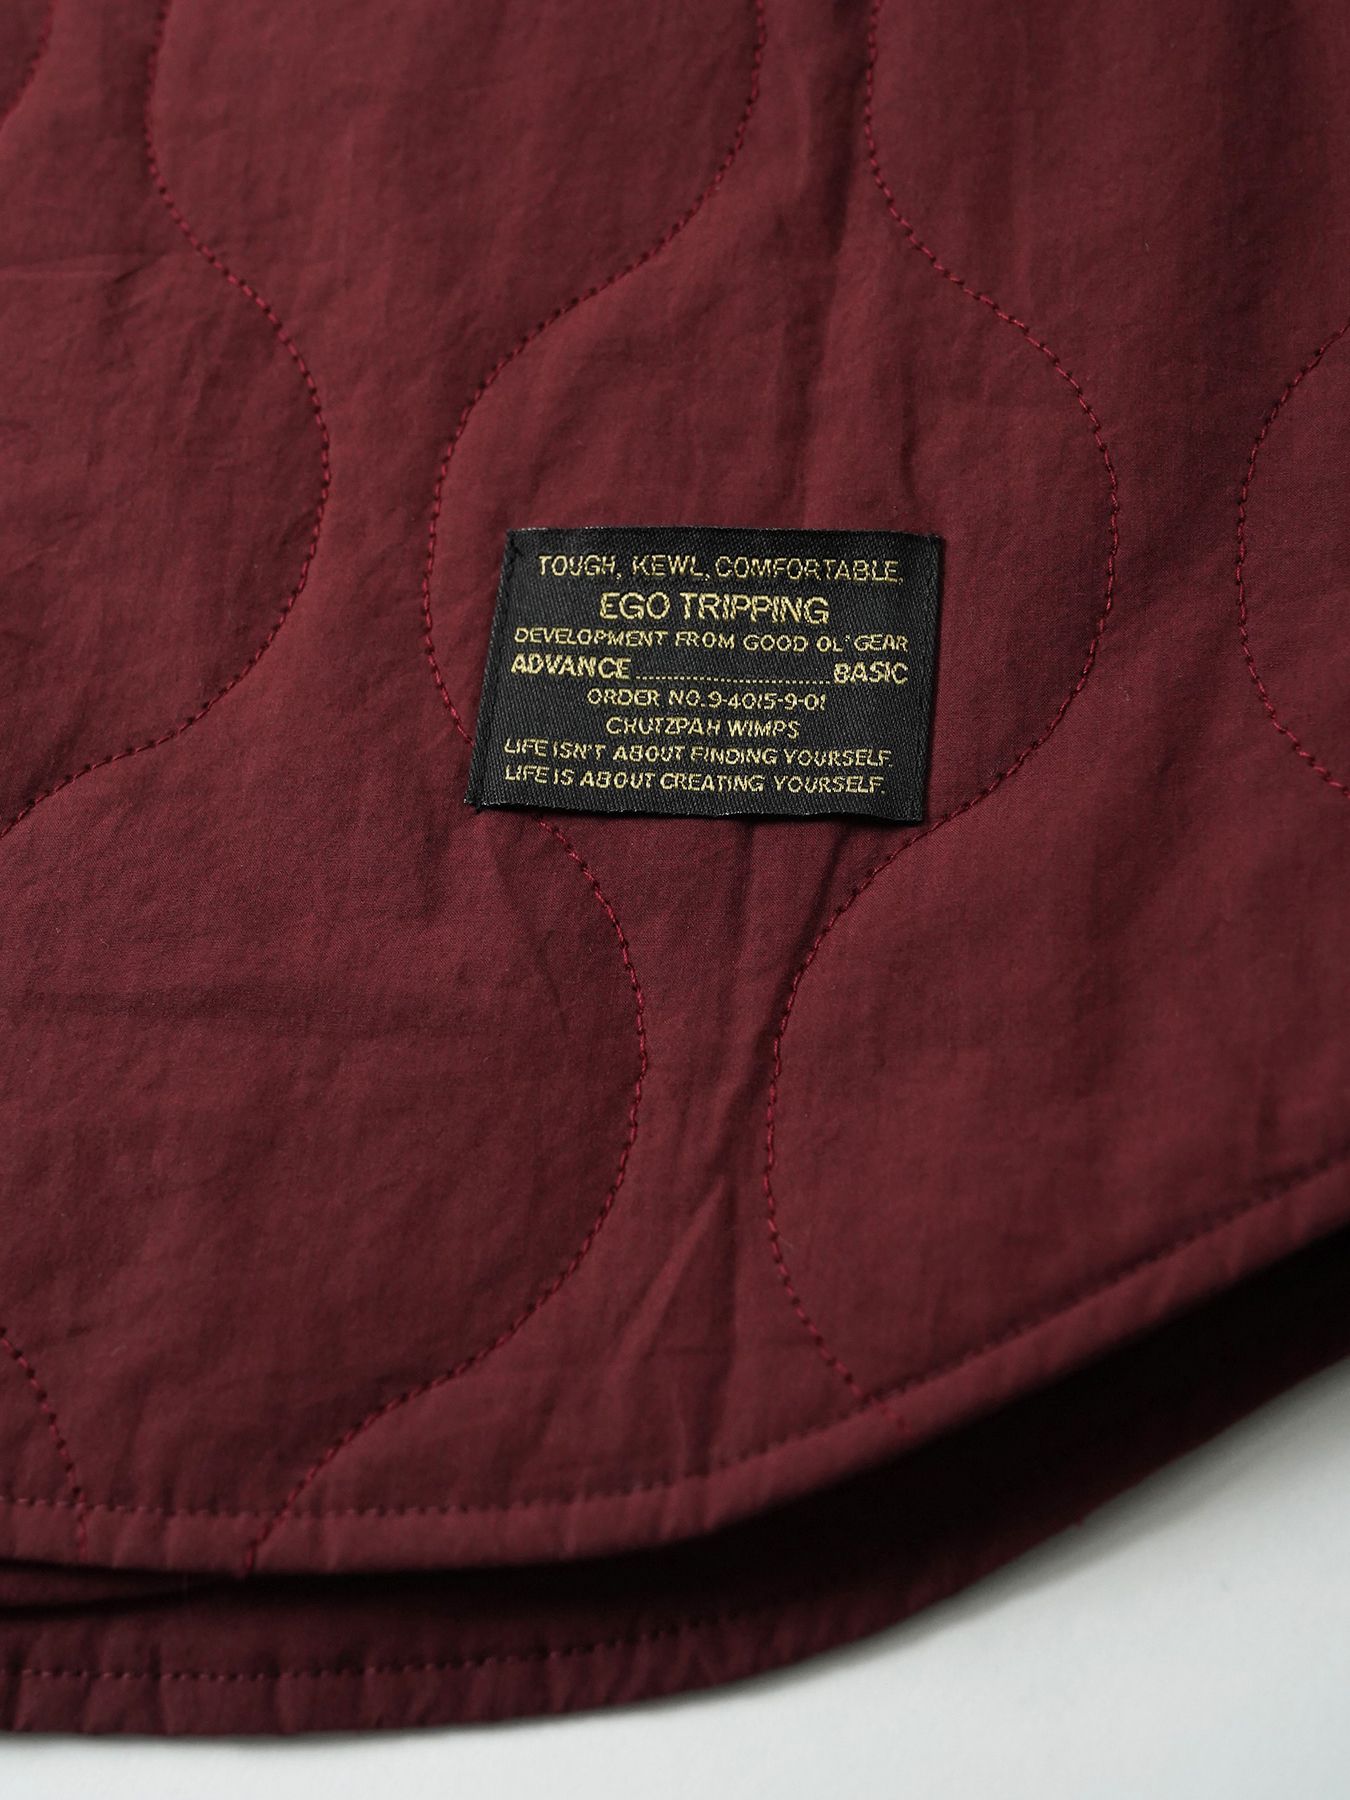 TOUGH, KEWL, COMFORTABLE,
EGO TRIPPING
DEVELOPMENT FROM GOOD OL' GEAR
ADVANCE...............................BASIC
ORDER NO.9-4015-9-01
CHUTZPAH WIMPS
LIFE ISN'T ABOUT FINDING YOURSELF.
LIFE IS ABOUT CREATING YOURSELF.